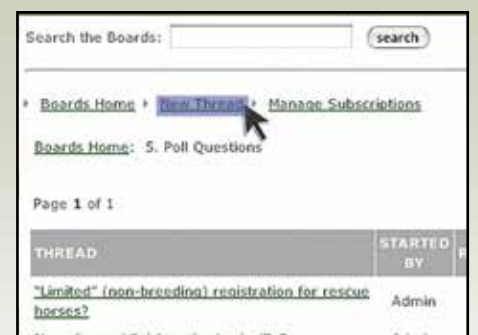 Search the Boards: search
Boards Home New Thread Manage Subscriptions
Boards Home: 5. Poll Questions
Page 1 of 1
THREAD STARTED BY
"Limited" (non-breeding) registration for rescue horses?
Admin